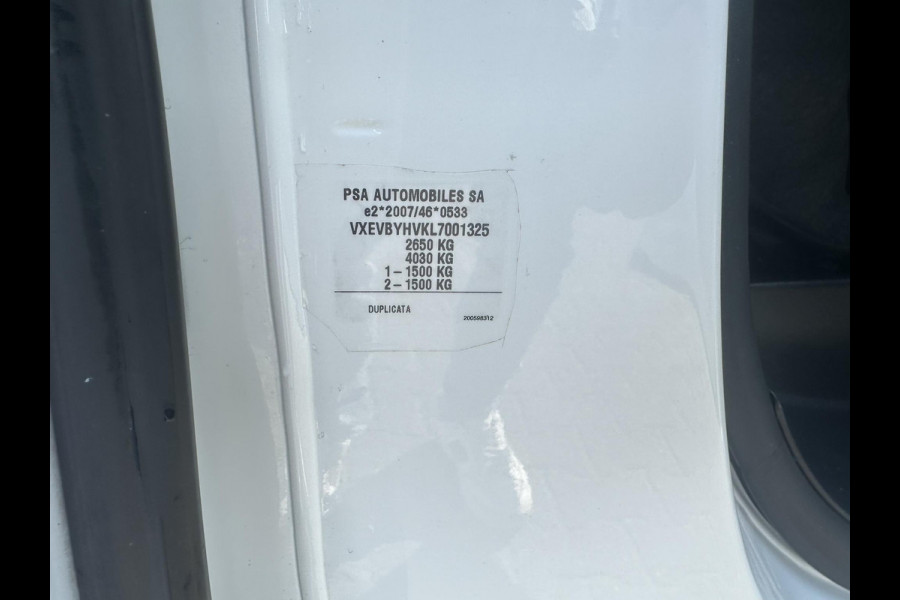 PSA AUTOMOBILES SA
e2*2007/46*0533
VXEVBYHVKL7001325
2650 KG
4030 KG
1 – 1500 KG
2 – 1500 KG
DUPLICATA
200598312